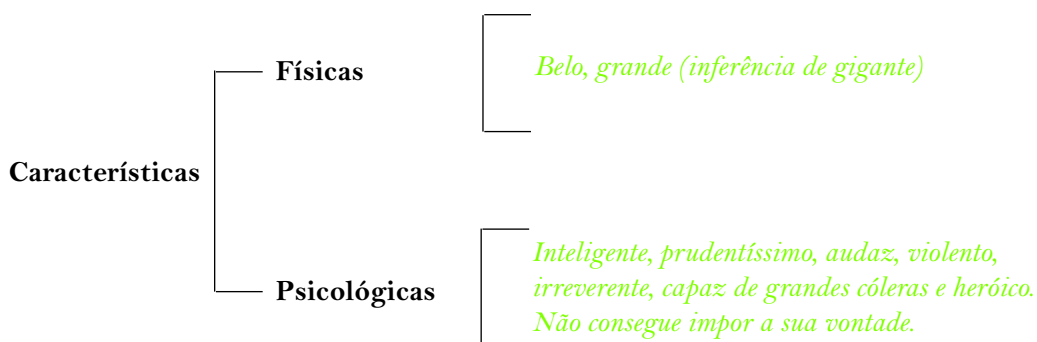 Físicas
Belo, grande (inferência de gigante)
Característícas
Psicológicas
Inteligente, prudentíssimo, audaz, violento,
irreverente, capaz de grandes cóleras e heróico.
Não consegue impor a sua vontade.